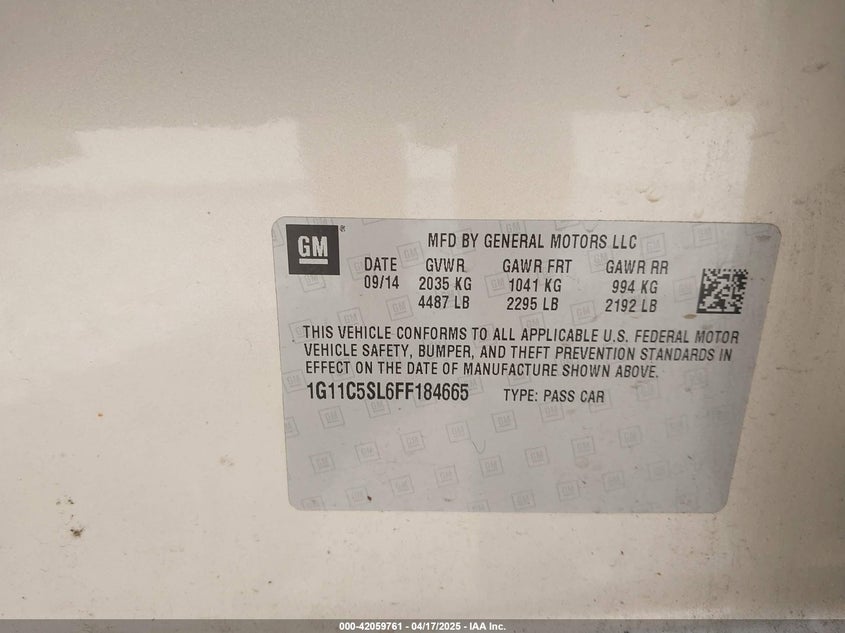 GM ®
MFD BY GENERAL MOTORS LLC
DATE GVWR GAWR FRT GAWR RR
09/14 2035 KG 1041 KG 994 KG
4487 LB 2295 LB 2192 LB
THIS VEHICLE CONFORMS TO ALL APPLICABLE U.S. FEDERAL MOTOR
VEHICLE SAFETY, BUMPER, AND THEFT PREVENTION STANDARDS IN
EFFECT ON THE DATE OF MANUFACTURE SHOWN ABOVE.
1G11C5SL6FF184665 TYPE: PASS CAR
000-42059761 - 04/17/2025 - IAA Inc.